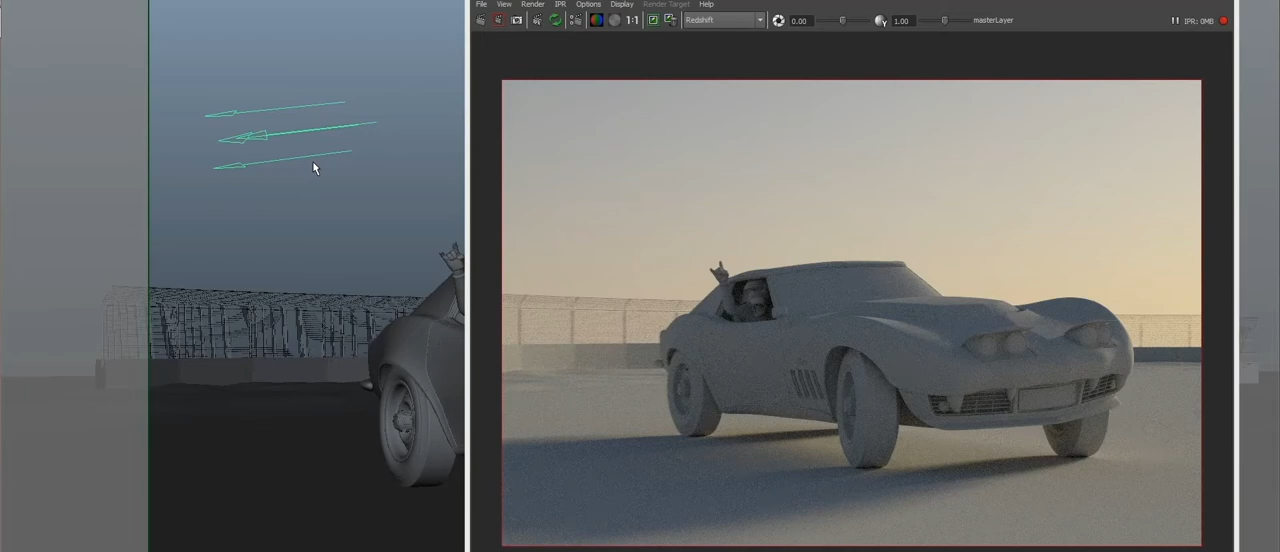 File View Render IPR Options Display Render Target Help
1:1 Redshift 0.00 1.00 masterLayer IPR: 0MB